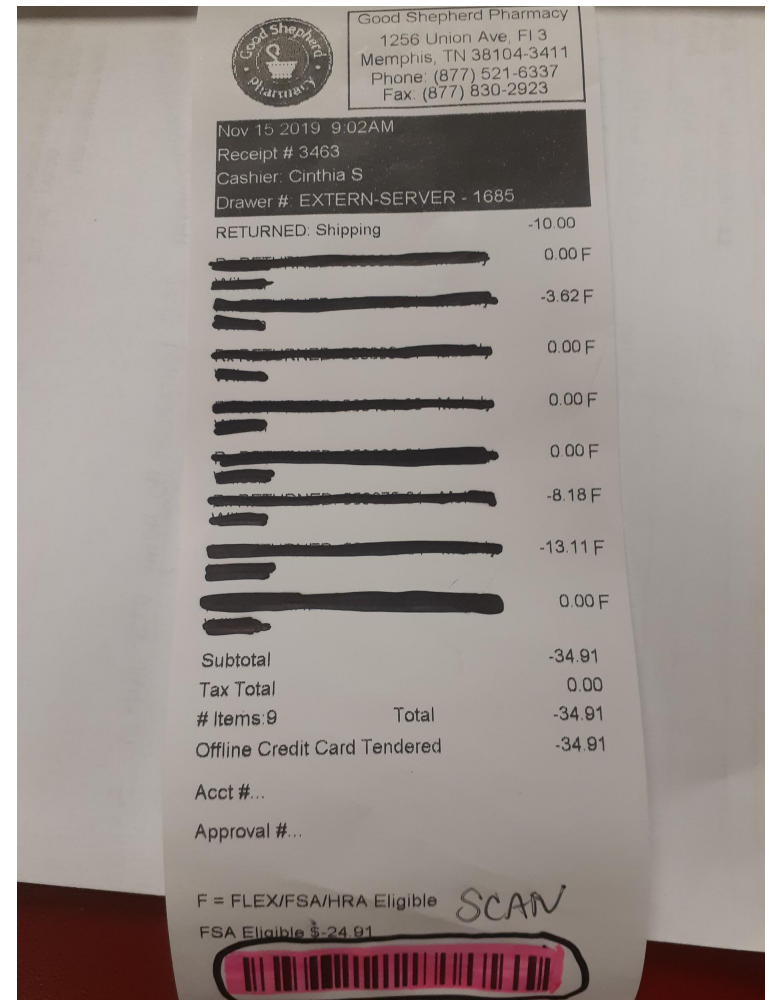 Good Shepherd
Pharmacy
Good Shepherd Pharmacy
1256 Union Ave, Fl 3
Memphis, TN 38104-3411
Phone: (877) 521-6337
Fax: (877) 830-2923
Nov 15 2019 9:02AM
Receipt # 3463
Cashier: Cinthia S
Drawer #: EXTERN-SERVER - 1685
RETURNED: Shipping -10.00
0.00 F
-3.62 F
0.00 F
0.00 F
0.00 F
-8.18 F
-13.11 F
0.00 F
Subtotal -34.91
Tax Total 0.00
# Items:9 Total -34.91
Offline Credit Card Tendered -34.91
Acct #...
Approval #...
F = FLEX/FSA/HRA Eligible SCAN
FSA Eligible $-24.91